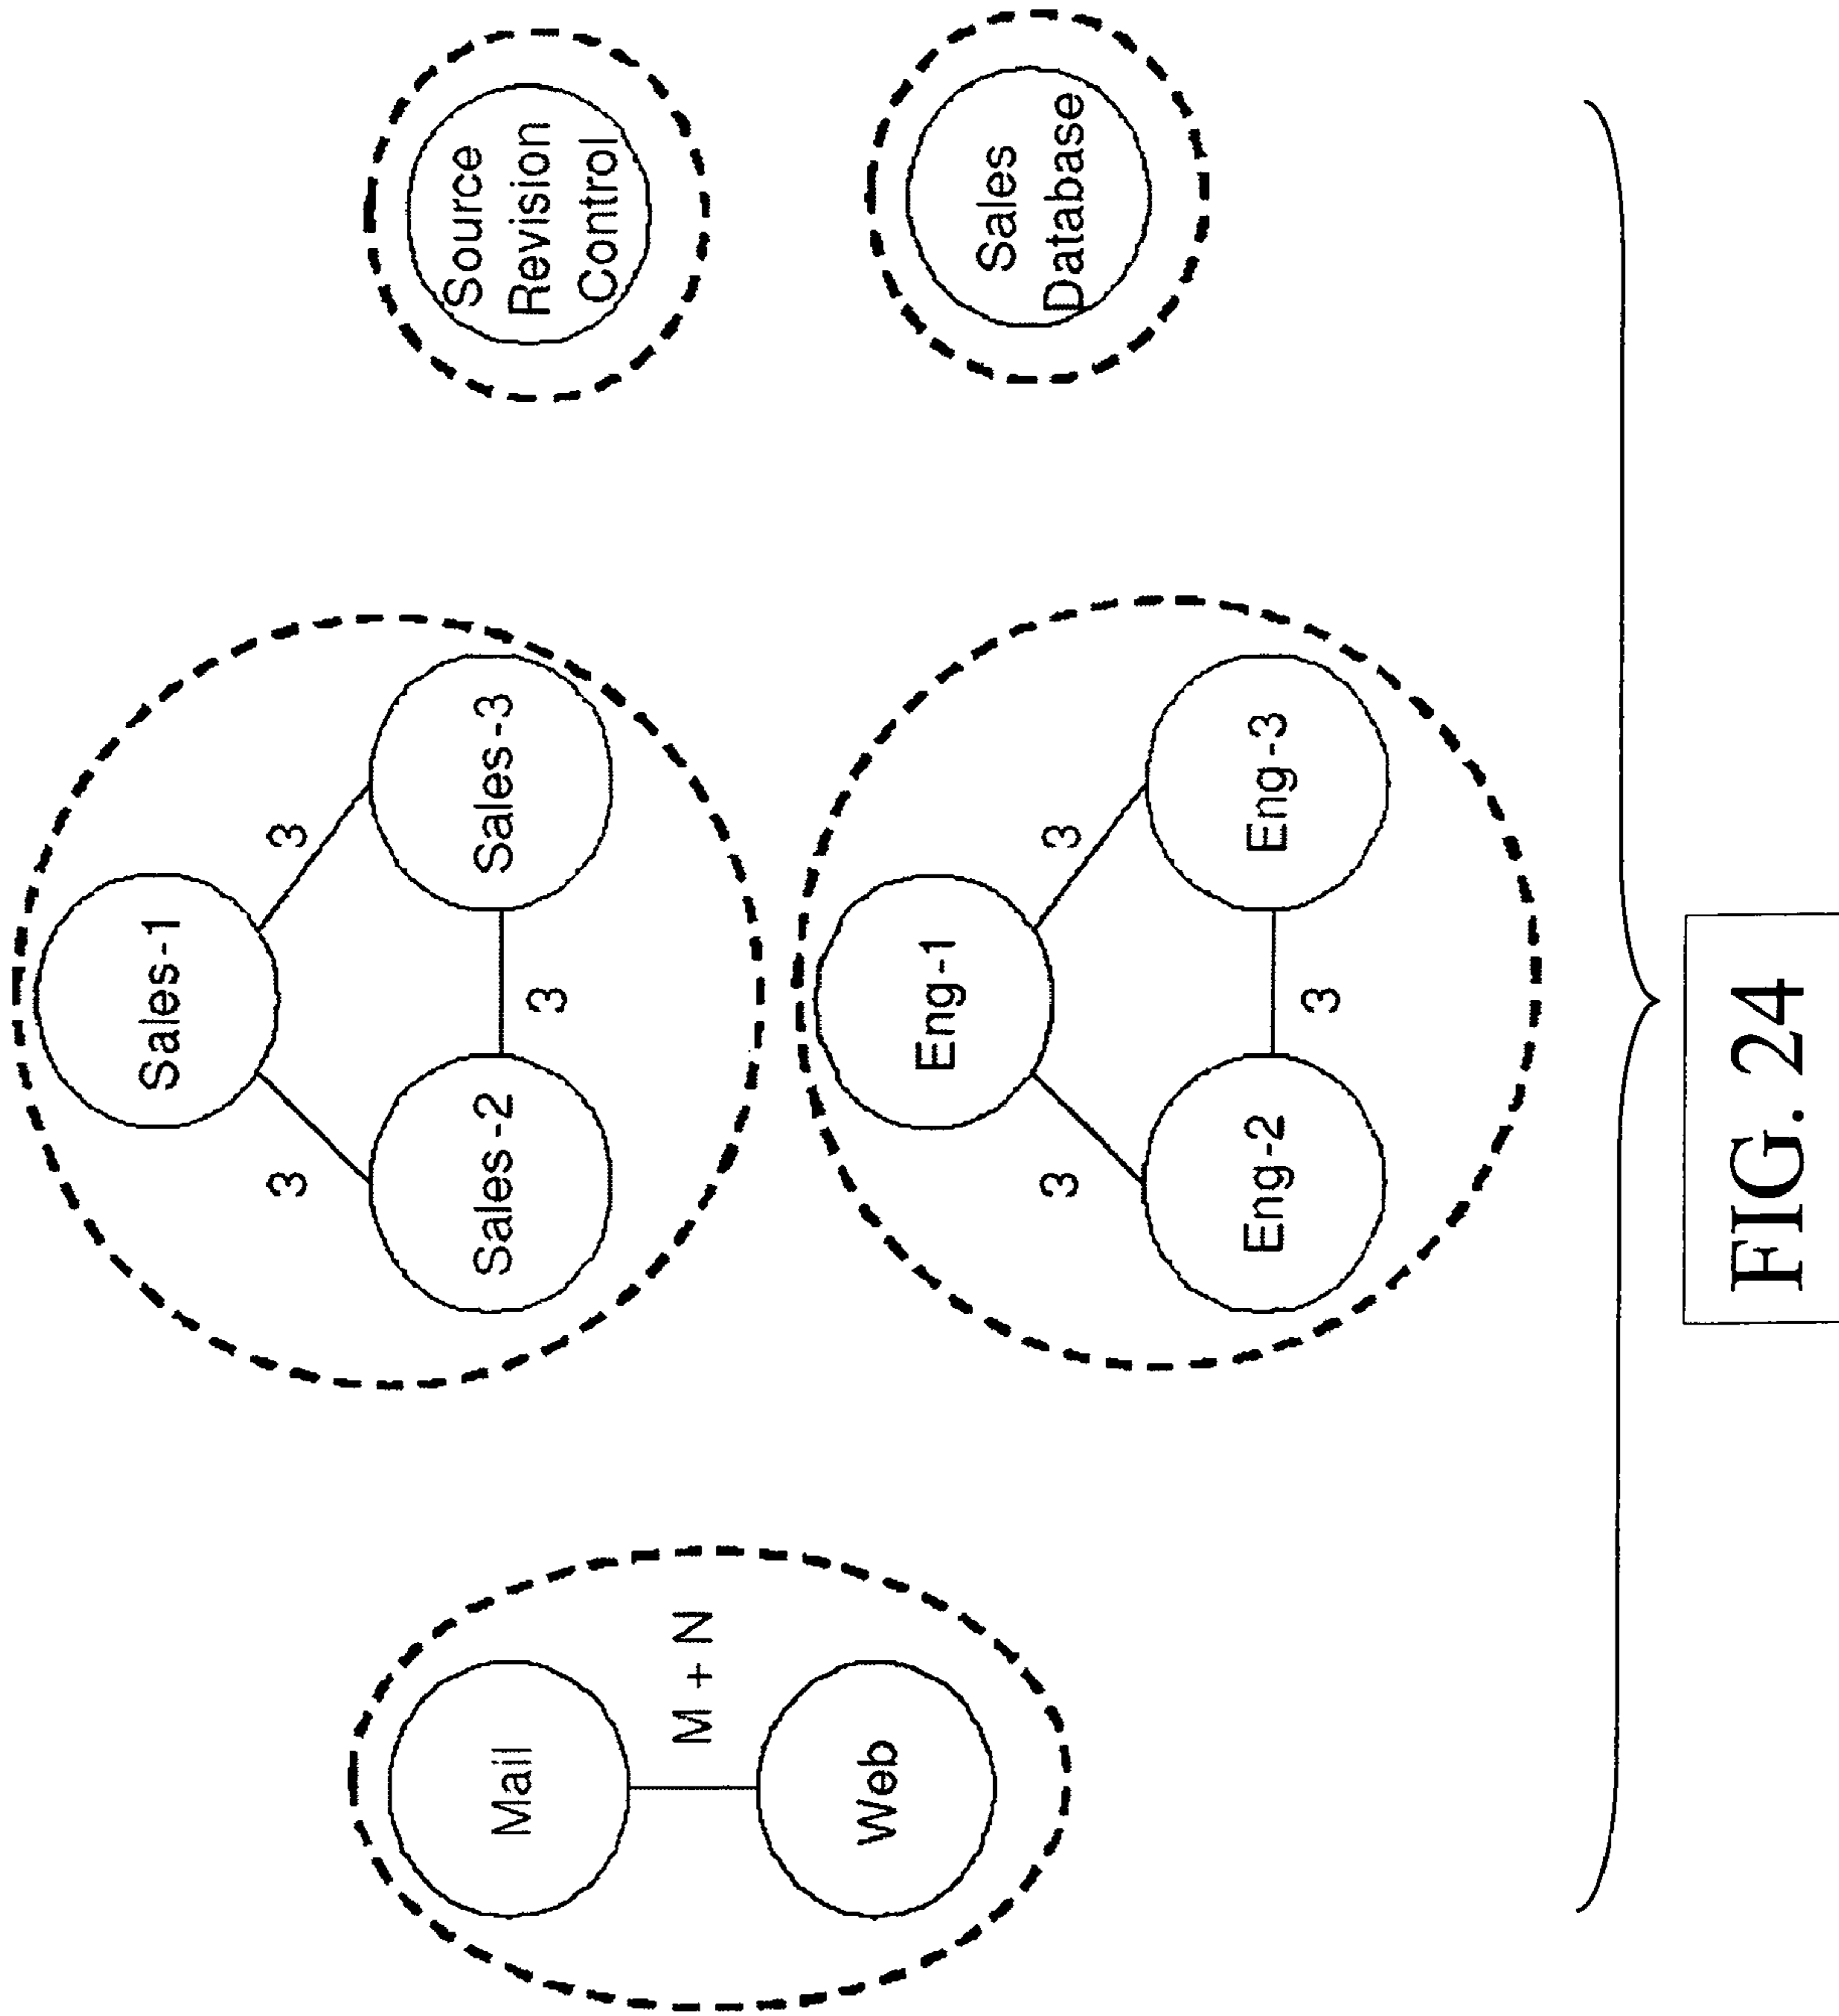 Mail
M + N
Web
Sales-1
3
3
Sales-2
3
Sales-3
Eng-1
3
3
Eng-2
3
Eng-3
Source
Revision
Control
Sales
Database
FIG. 24